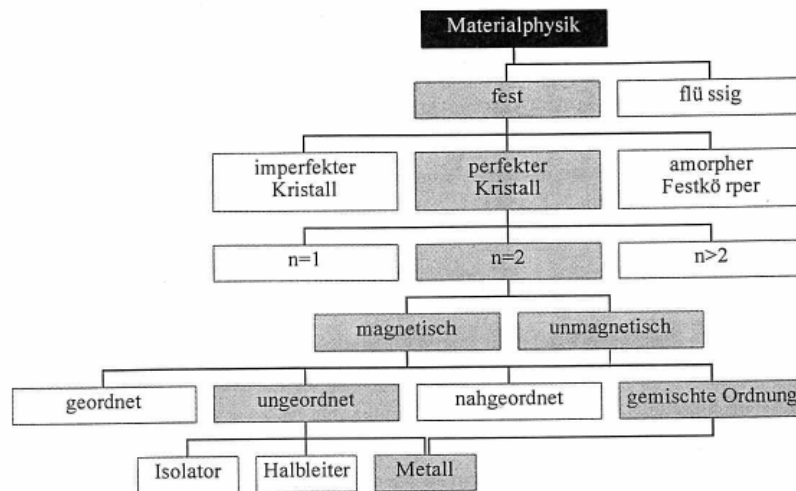 Materialphysik
fest
flü ssig
imperfekter
Kristall
perfekter
Kristall
amorpher
Festkö rper
n=1
n=2
n>2
magnetisch
unmagnetisch
geordnet
ungeordnet
nahgeordnet
gemischte Ordnung
Isolator
Halbleiter
Metall